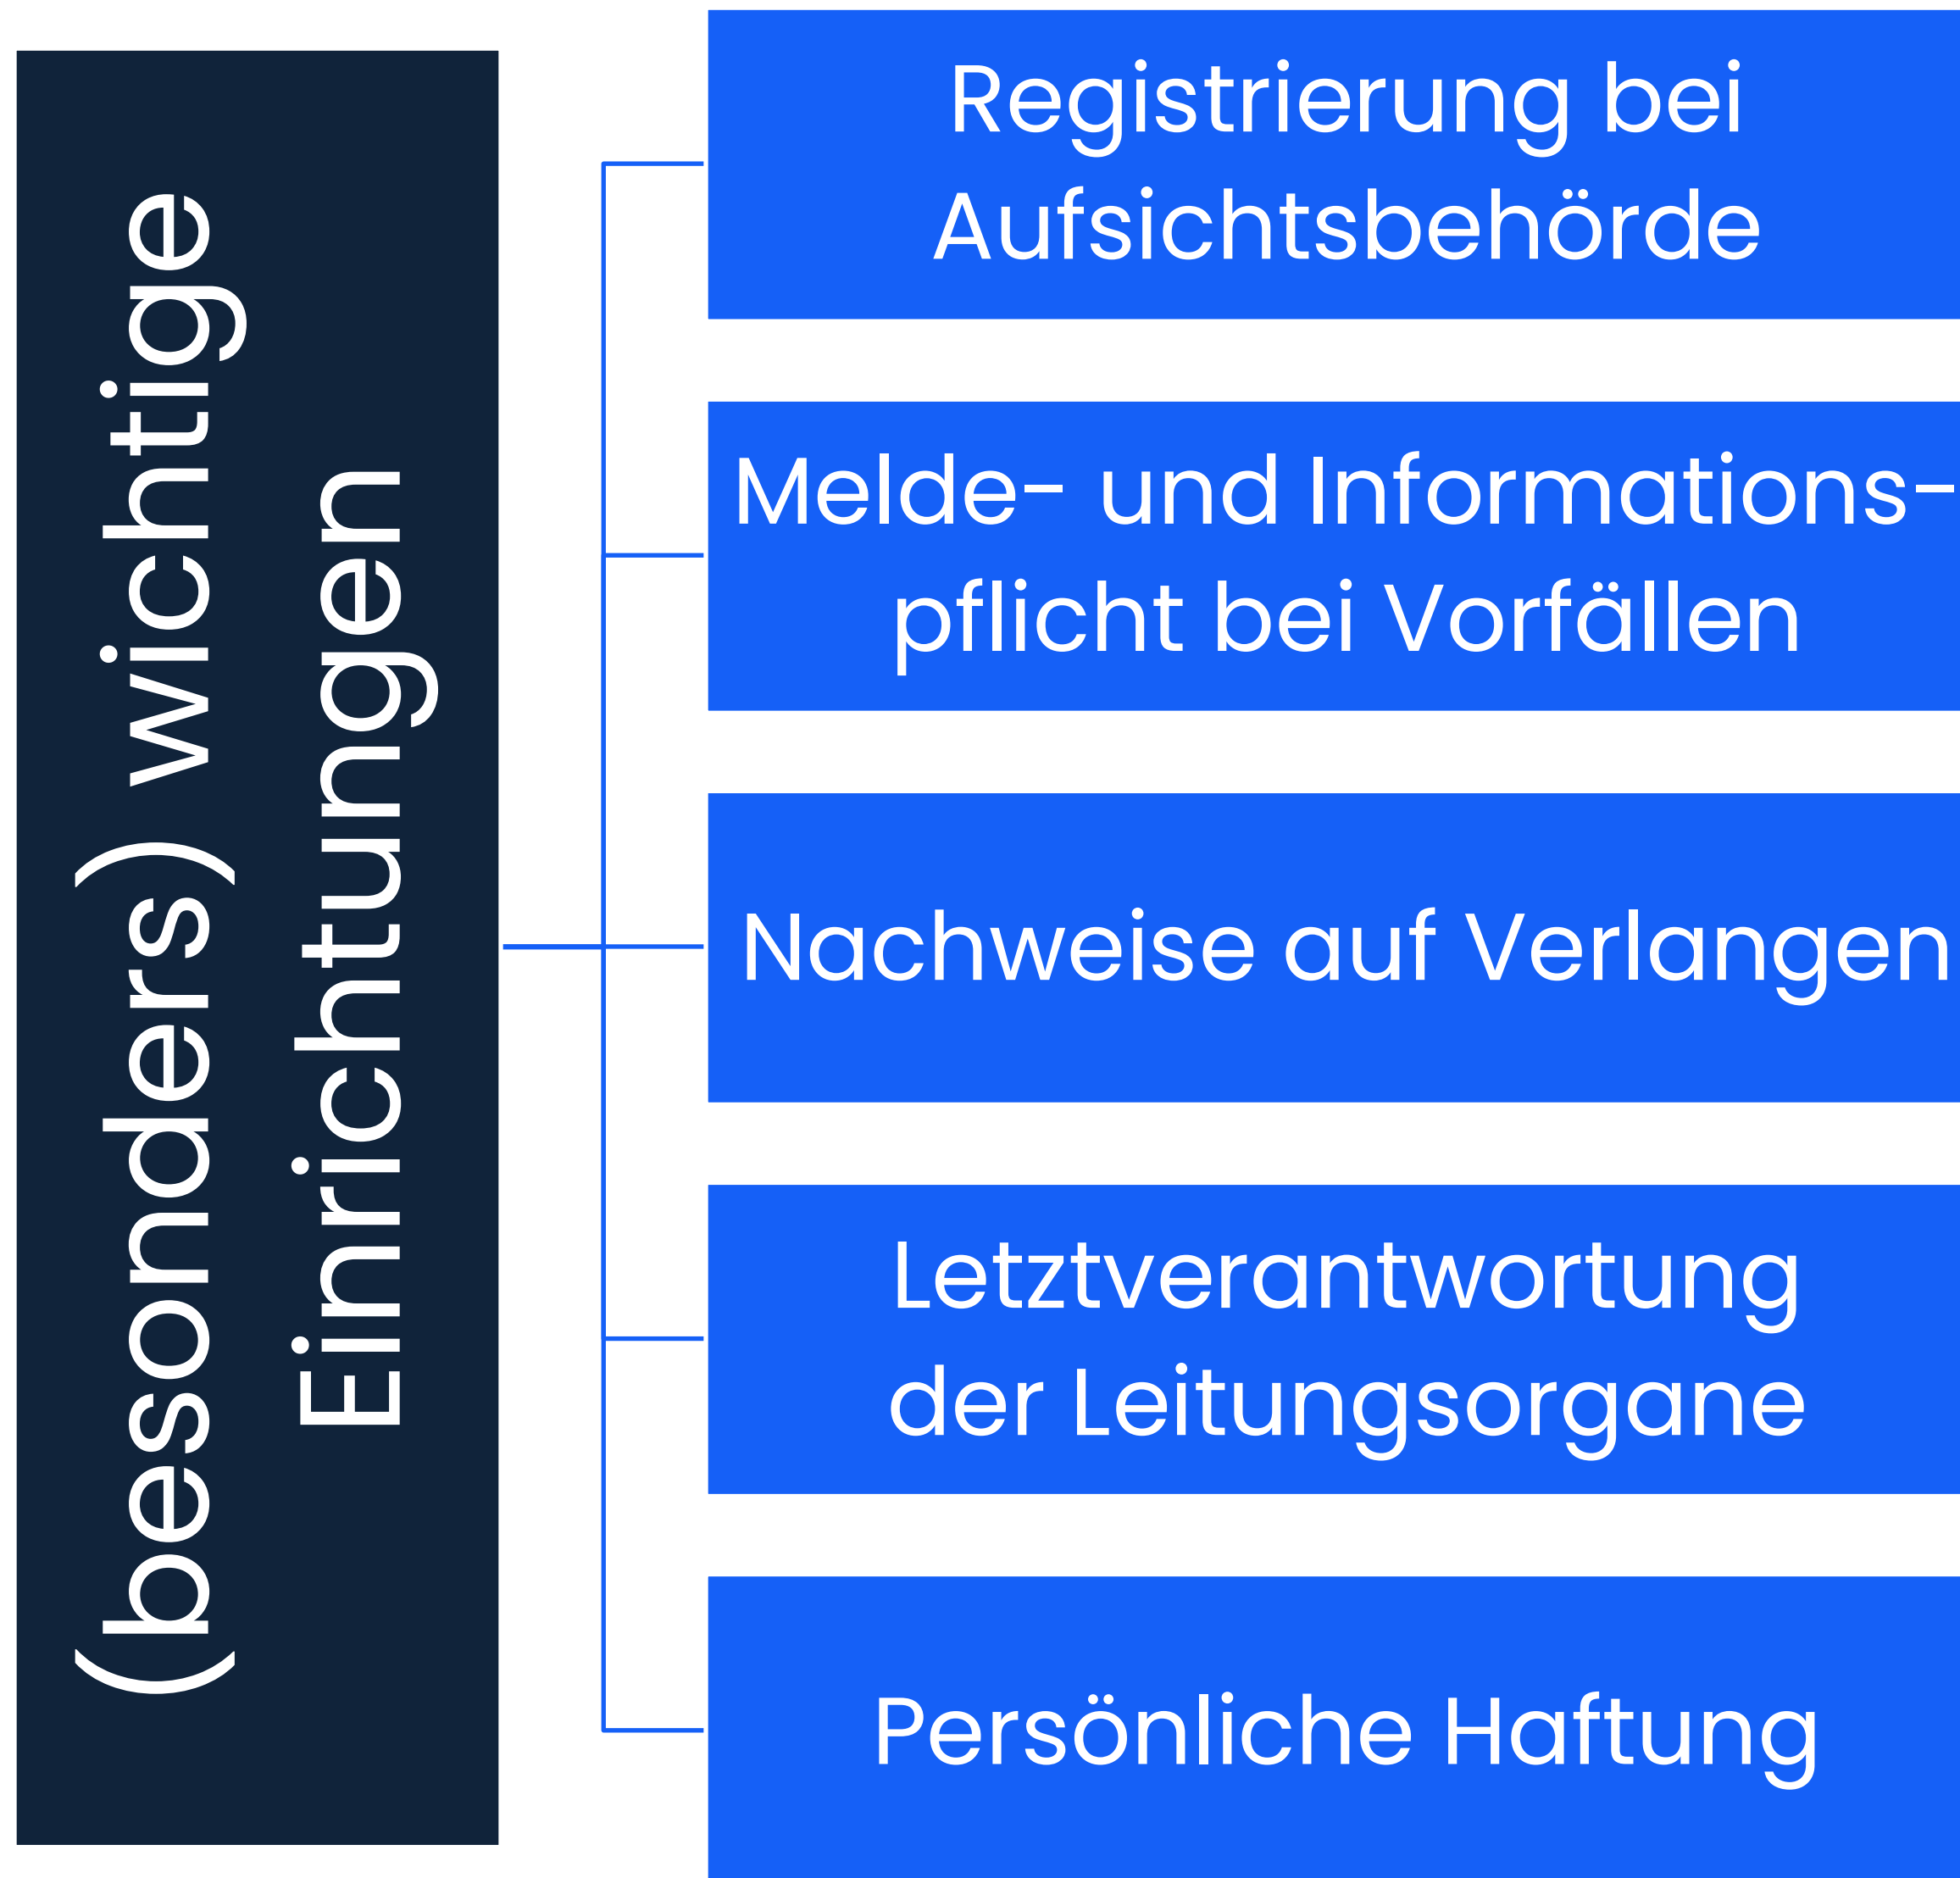 (besonders) wichtige
Einrichtungen
Registrierung bei
Aufsichtsbehörde
Melde- und Informations-
pflicht bei Vorfällen
Nachweise auf Verlangen
Letztverantwortung
der Leitungsorgane
Persönliche Haftung